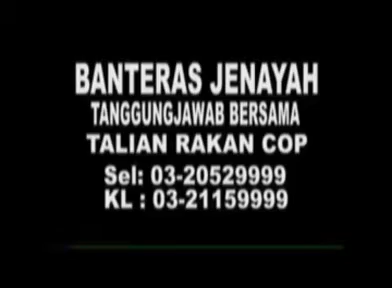 BANTERAS JENAYAH
TANGGUNGJAWAB BERSAMA
TALIAN RAKAN COP
Sel: 03-20529999
KL : 03-21159999